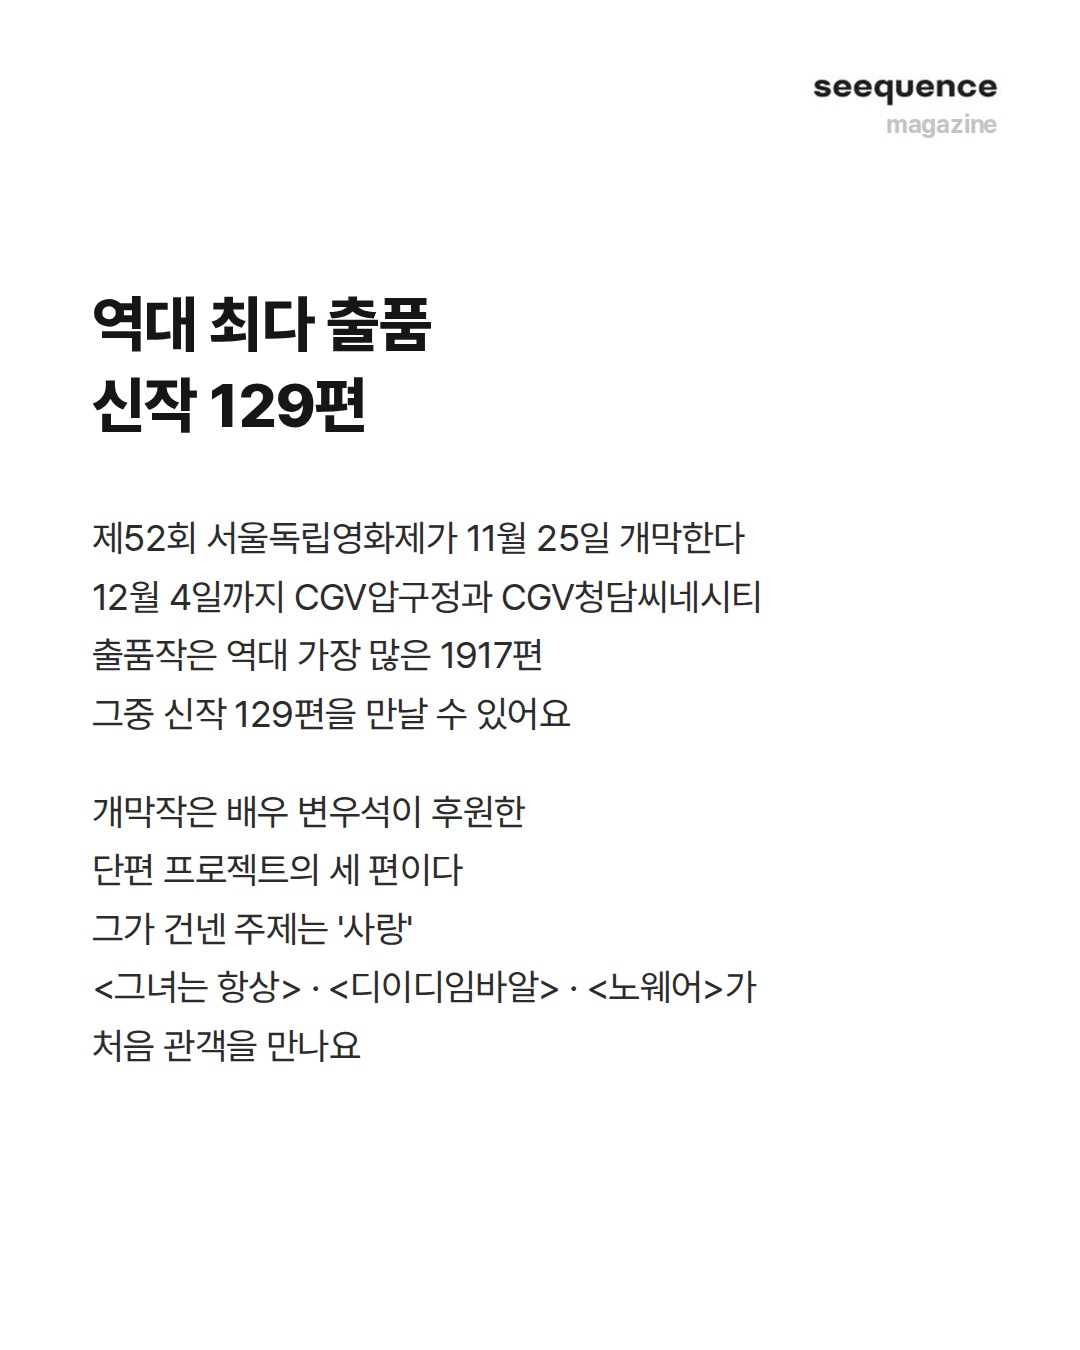 seequence
magazine
역대 최다 출품
신작 129편
제52회 서울독립영화제가 11월 25일 개막한다
12월 4일까지 CGV압구정과 CGV청담씨네시티
출품작은 역대 가장 많은 1917편
그중 신작 129편을 만날 수 있어요
개막작은 배우 변우석이 후원한
단편 프로젝트의 세 편이다
그가 건넨 주제는 '사랑'
<그녀는 항상> · <디이디임바알> · <노웨어>가
처음 관객을 만나요